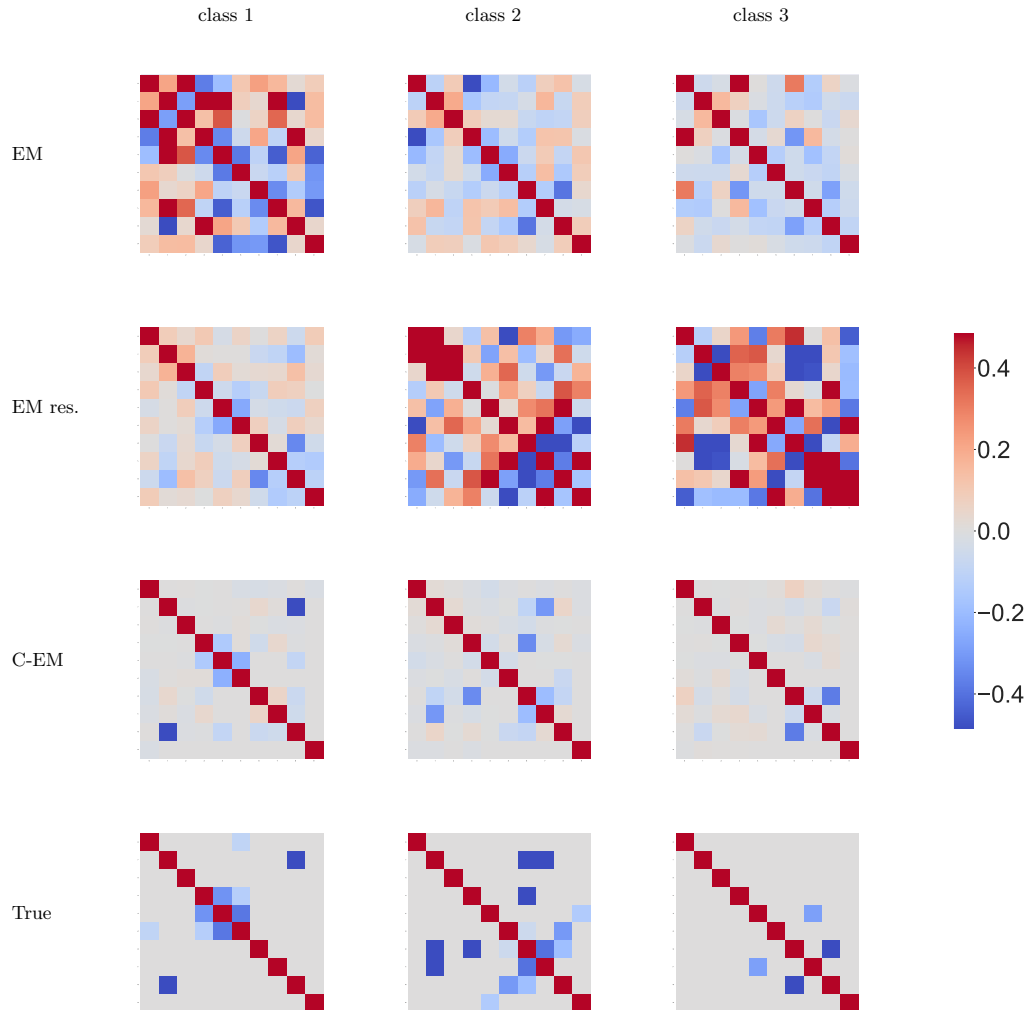 class 1 class 2 class 3
EM
EM res.
0.4
0.2
0.0
−0.2
−0.4
C-EM
True